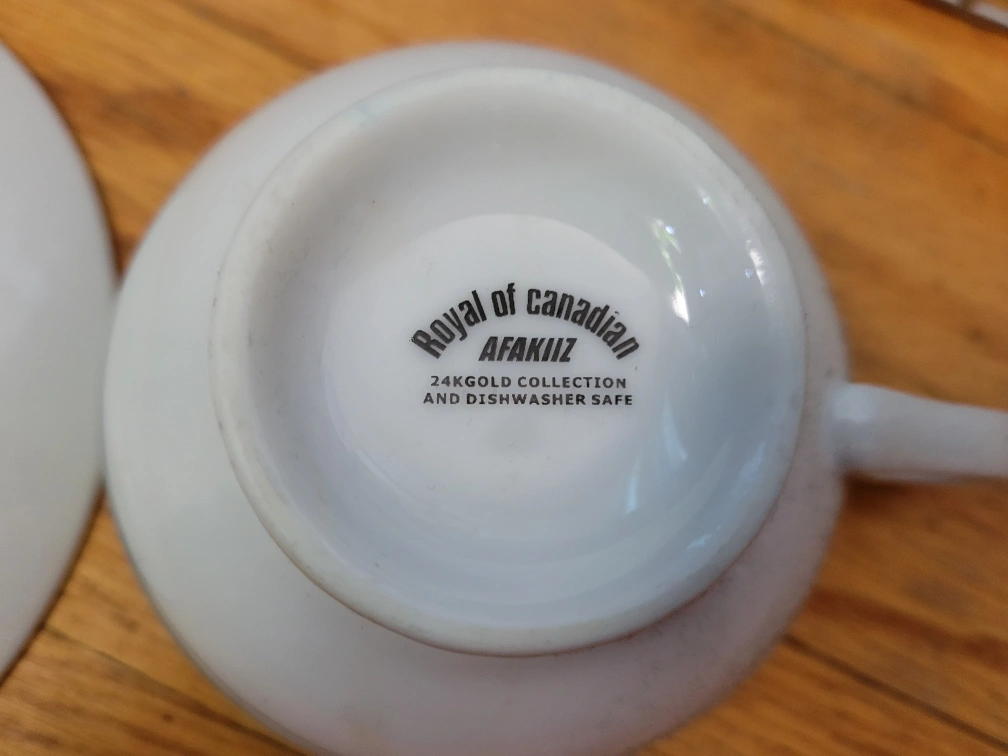 Royal of Canadian
AFAKIIZ
24KGOLD COLLECTION
AND DISHWASHER SAFE